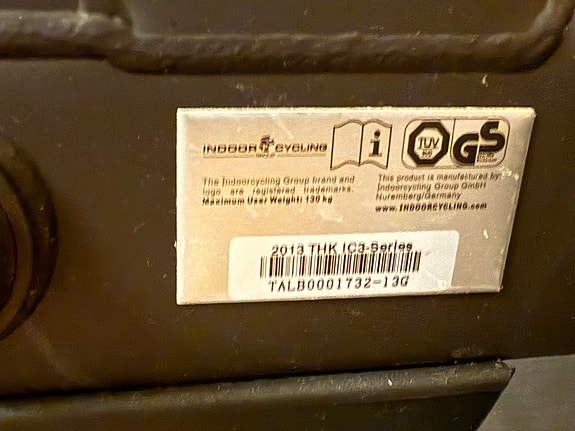 INDOOR CYCLING
i
TÜV
GS
The Indoorcycling Group brand and
logo are registered trademarks.
Maximum User Weight: 130 kg
This product is manufactured by:
Indoorcycling Group GmbH
Nuremberg/Germany
www.INDOORCYCLING.com
2013 THK IC3-Series
TALB0001732-13G